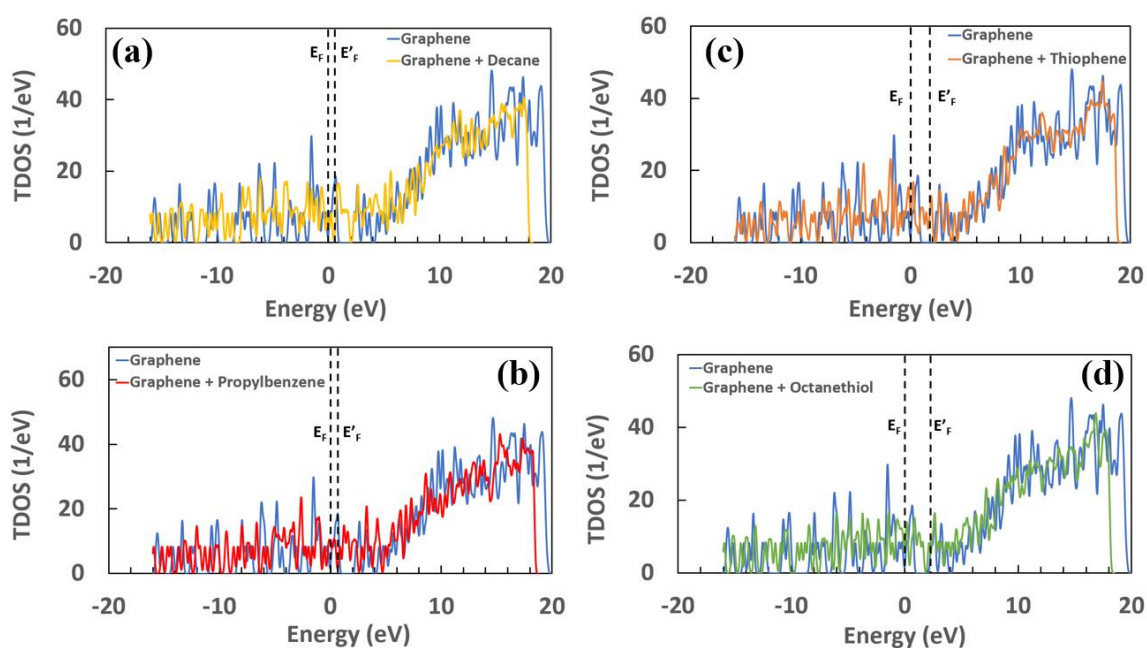 (a)
Graphene
Graphene + Decane
E_F E'_F
TDOS (1/eV)
60
40
20
0
-20 -10 0 10 20
Energy (eV)
(c)
Graphene
Graphene + Thiophene
E_F E'_F
TDOS (1/eV)
60
40
20
0
-20 -10 0 10 20
Energy (eV)
(b)
Graphene
Graphene + Propylbenzene
E_F E'_F
TDOS (1/eV)
60
40
20
0
-20 -10 0 10 20
Energy (eV)
(d)
Graphene
Graphene + Octanethiol
E_F E'_F
TDOS (1/eV)
60
40
20
0
-20 -10 0 10 20
Energy (eV)